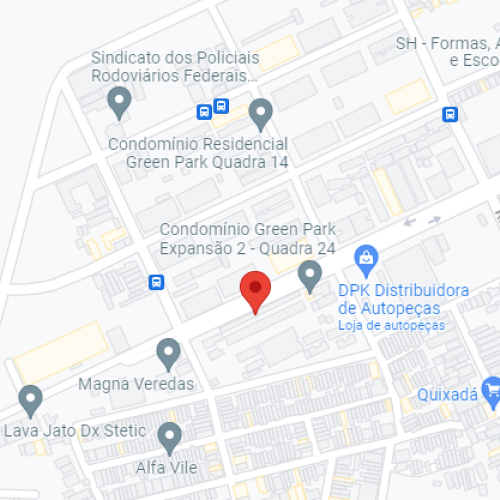 SH - Formas, A
e Esco
Sindicato dos Policiais
Rodoviários Federais...
Condomínio Residencial
Green Park Quadra 14
Condomínio Green Park
Expansão 2 - Quadra 24
DPK Distribuidora
de Autopeças
Loja de autopeças
Magna Veredas
Quixadá
Lava Jato Dx Stetic
Alfa Vile